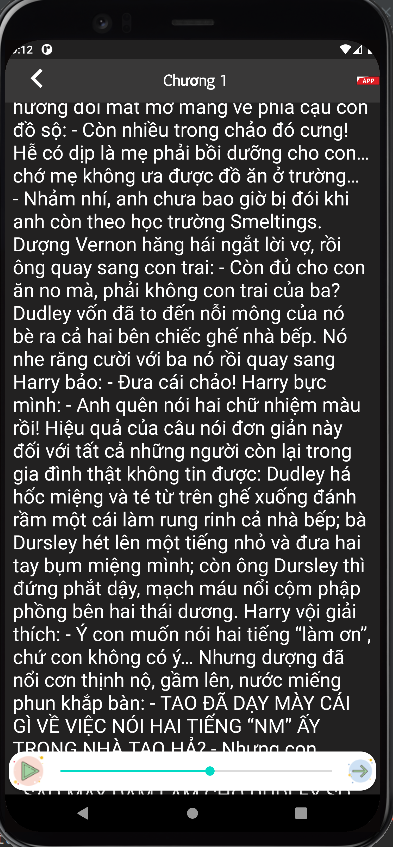 5:12
Chương 1
APP
hướng đôi mắt mơ màng về phía cậu con
đồ sộ: - Còn nhiều trong chảo đó cưng!
Hễ có dịp là mẹ phải bồi dưỡng cho con...
chớ mẹ không ưa được đồ ăn ở trường...
- Nhảm nhí, anh chưa bao giờ bị đói khi
anh còn theo học trường Smeltings.
Dượng Vernon hăng hái ngắt lời vợ, rồi
ông quay sang con trai: - Còn đủ cho con
ăn no mà, phải không con trai của ba?
Dudley vốn đã to đến nỗi mông của nó
bè ra cả hai bên chiếc ghế nhà bếp. Nó
nhe răng cười với ba nó rồi quay sang
Harry bảo: - Đưa cái chảo! Harry bực
mình: - Anh quên nói hai chữ nhiệm màu
rồi! Hiệu quả của câu nói đơn giản này
đối với tất cả những người còn lại trong
gia đình thật không tin được: Dudley há
hốc miệng và té từ trên ghế xuống đánh
rầm một cái làm rung rinh cả nhà bếp; bà
Dursley hét lên một tiếng nhỏ và đưa hai
tay bụm miệng mình; còn ông Dursley thì
đứng phắt dậy, mạch máu nổi cộm phập
phồng bên hai thái dương. Harry vội giải
thích: - Ý con muốn nói hai tiếng “làm ơn”,
chứ con không có ý... Nhưng dượng đã
nổi cơn thịnh nộ, gầm lên, nước miếng
phun khắp bàn: - TAO ĐÃ DẠY MÀY CÁI
GÌ VỀ VIỆC NÓI HAI TIẾNG “NM” ẤY
TRONG NHÀ TAO HẢ? - Nhưng con